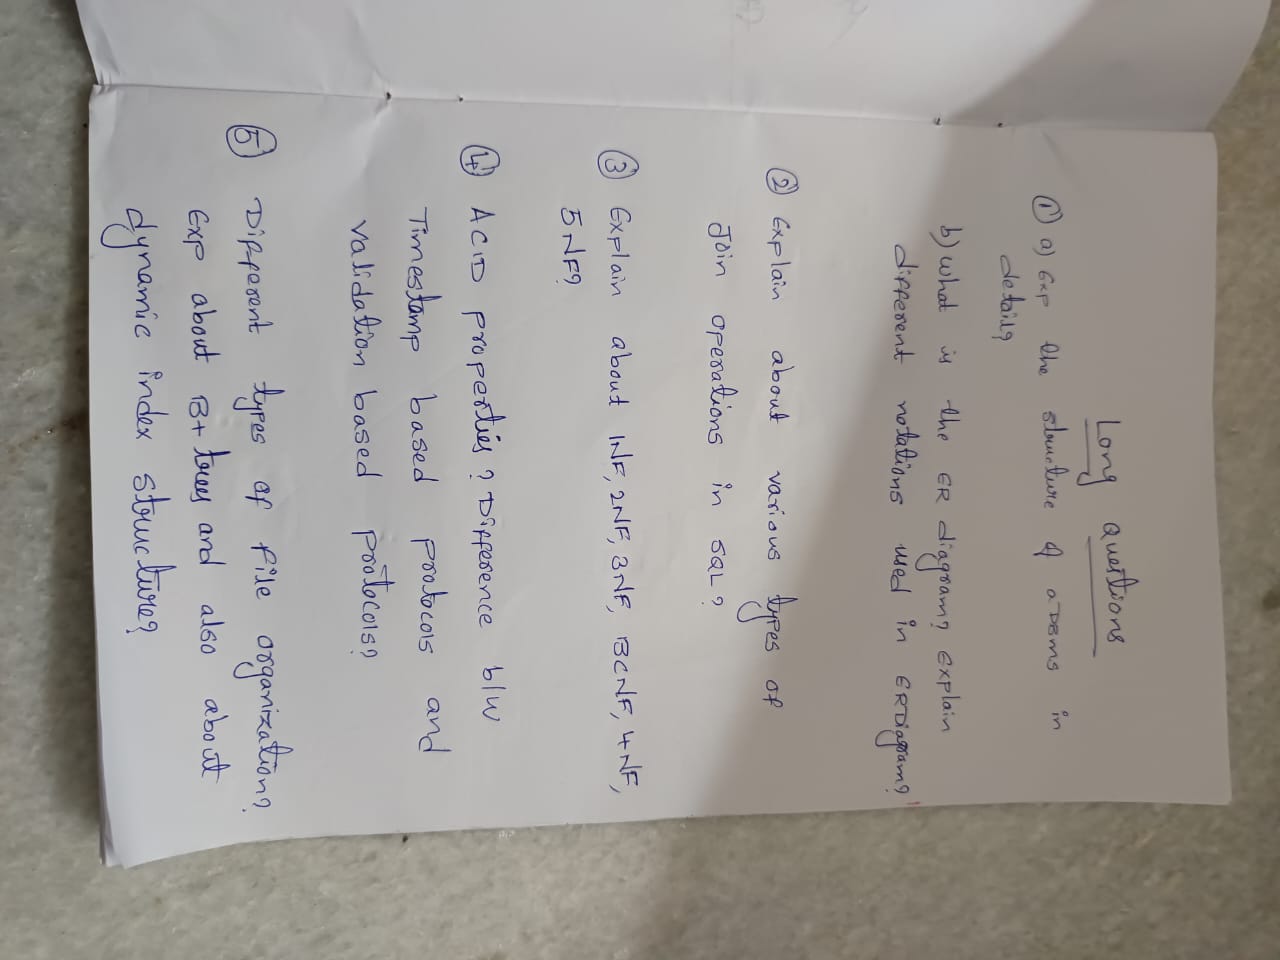 Long Questions
① a) Exp the structure of a DBMS in
detail?
b) What is the ER diagram? Explain
different notations used in ER Diagram?
② Explain about various types of
Join operations in SQL?
③ Explain about 1NF, 2NF, 3NF, BCNF, 4NF,
5NF?
④ ACID properties? Difference b/w
Timestamp based protocols and
validation based protocols?
⑤ Different types of file organization?
Exp about B+ trees and also about
dynamic index structure?